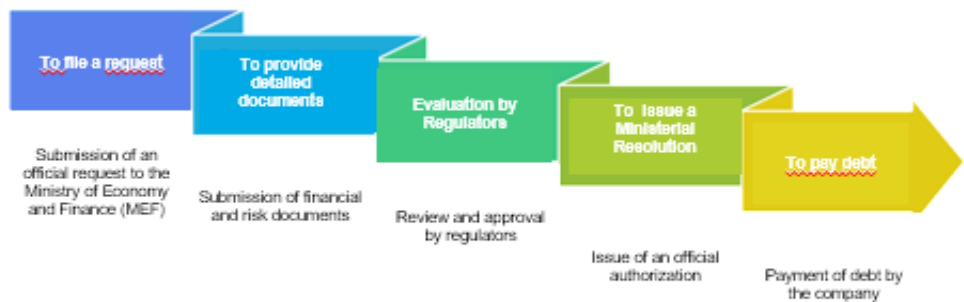 To file a request
Submission of an
official request to the
Ministry of Economy
and Finance (MEF)
To provide
detailed
documents
Submission of financial
and risk documents
Evaluation by
Regulators
Review and approval
by regulators
To Issue a
Ministerial
Resolution
Issue of an official
authorization
To pay debt
Payment of debt by
the company